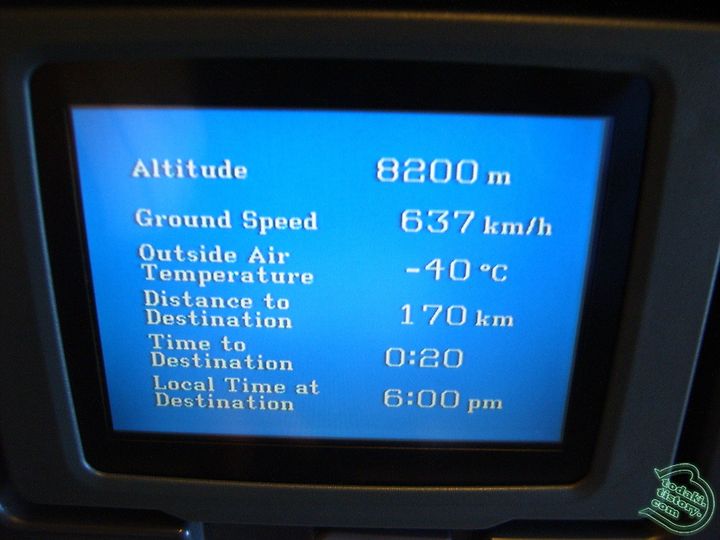 Altitude 8200 m
Ground Speed 637 km/h
Outside Air
Temperature -40 °C
Distance to
Destination 170 km
Time to
Destination 0:20
Local Time at
Destination 6:00 pm
todaki.
tistory.
com